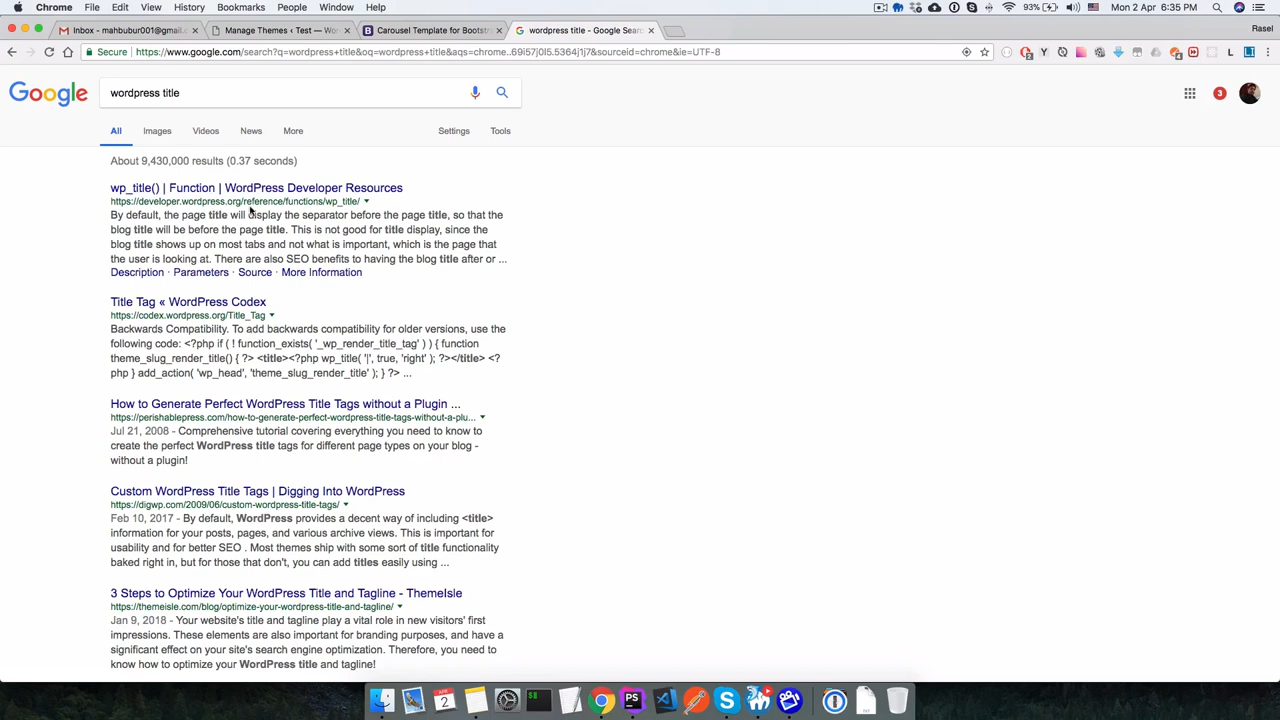 Chrome File Edit View History Bookmarks People Window Help 93% Mon 2 Apr 6:35 PM
Inbox - mahbubur001@gmail. Manage Themes ‹ Test — Wo Carousel Template for Bootstr wordpress title - Google Sear Rasel
Secure https://www.google.com/search?q=wordpress+title&oq=wordpress+title&aqs=chrome..69i57j0l5.5364j1j7&sourceid=chrome&ie=UTF-8
Google wordpress title 3
All Images Videos News More Settings Tools
About 9,430,000 results (0.37 seconds)
wp_title() | Function | WordPress Developer Resources
https://developer.wordpress.org/reference/functions/wp_title/
By default, the page title will display the separator before the page title, so that the
blog title will be before the page title. This is not good for title display, since the
blog title shows up on most tabs and not what is important, which is the page that
the user is looking at. There are also SEO benefits to having the blog title after or ...
Description · Parameters · Source · More Information
Title Tag « WordPress Codex
https://codex.wordpress.org/Title_Tag
Backwards Compatibility. To add backwards compatibility for older versions, use the
following code: <?php if ( ! function_exists( '_wp_render_title_tag' ) ) { function
theme_slug_render_title() { ?> <title><?php wp_title( '|', true, 'right' ); ?></title> <?
php } add_action( 'wp_head', 'theme_slug_render_title' ); } ?> ...
How to Generate Perfect WordPress Title Tags without a Plugin ...
https://perishablepress.com/how-to-generate-perfect-wordpress-title-tags-without-a-plu...
Jul 21, 2008 - Comprehensive tutorial covering everything you need to know to
create the perfect WordPress title tags for different page types on your blog -
without a plugin!
Custom WordPress Title Tags | Digging Into WordPress
https://digwp.com/2009/06/custom-wordpress-title-tags/
Feb 10, 2017 - By default, WordPress provides a decent way of including <title>
information for your posts, pages, and various archive views. This is important for
usability and for better SEO . Most themes ship with some sort of title functionality
baked right in, but for those that don't, you can add titles easily using ...
3 Steps to Optimize Your WordPress Title and Tagline - ThemeIsle
https://themeisle.com/blog/optimize-your-wordpress-title-and-tagline/
Jan 9, 2018 - Your website's title and tagline play a vital role in new visitors' first
impressions. These elements are also important for branding purposes, and have a
significant effect on your site's search engine optimization. Therefore, you need to
know how to optimize your WordPress title and tagline!